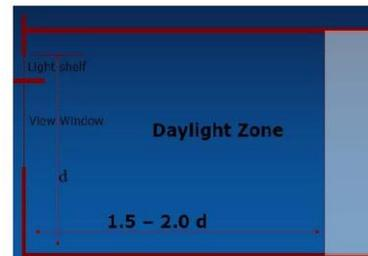 Light shelf
View Window
Daylight Zone
d
1.5 – 2.0 d